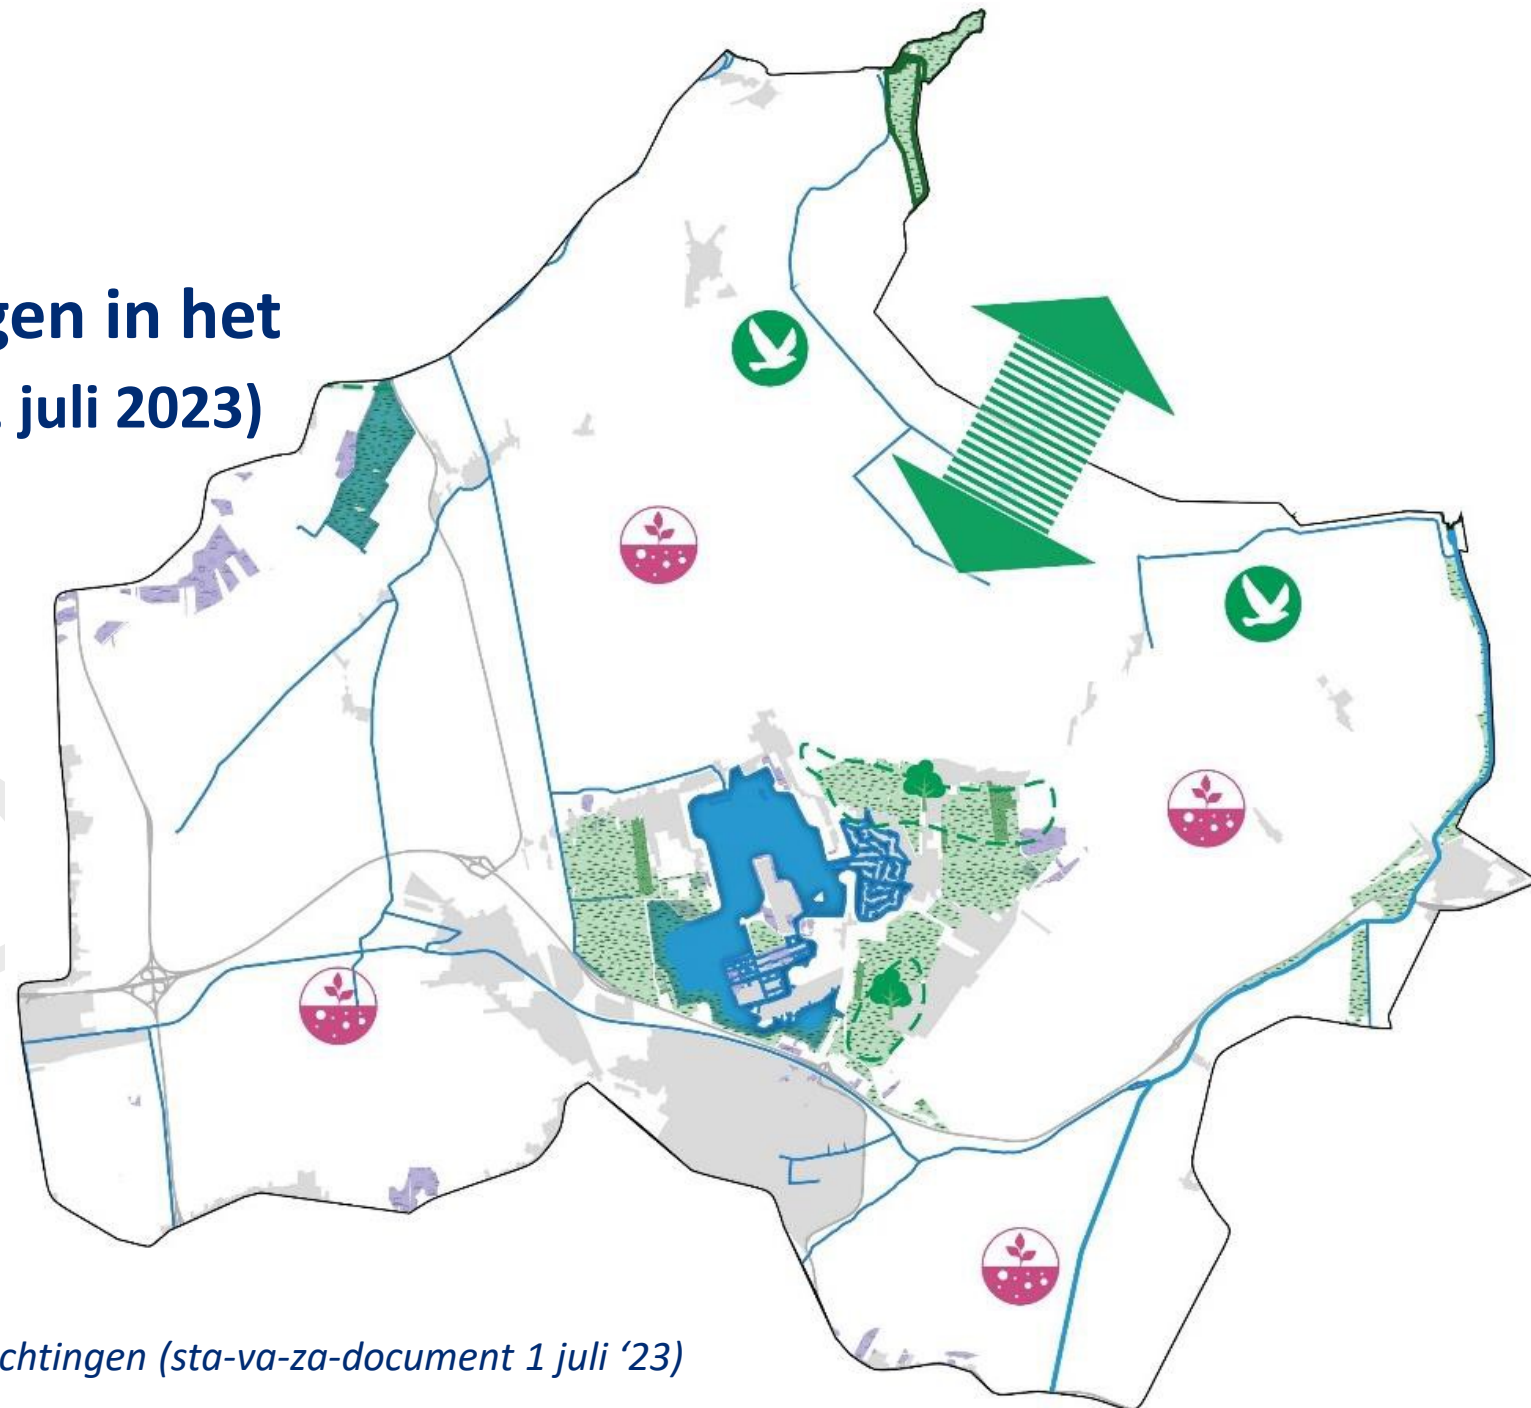 gen in het
juli 2023)
chtingen (sta-va-za-document 1 juli ‘23)